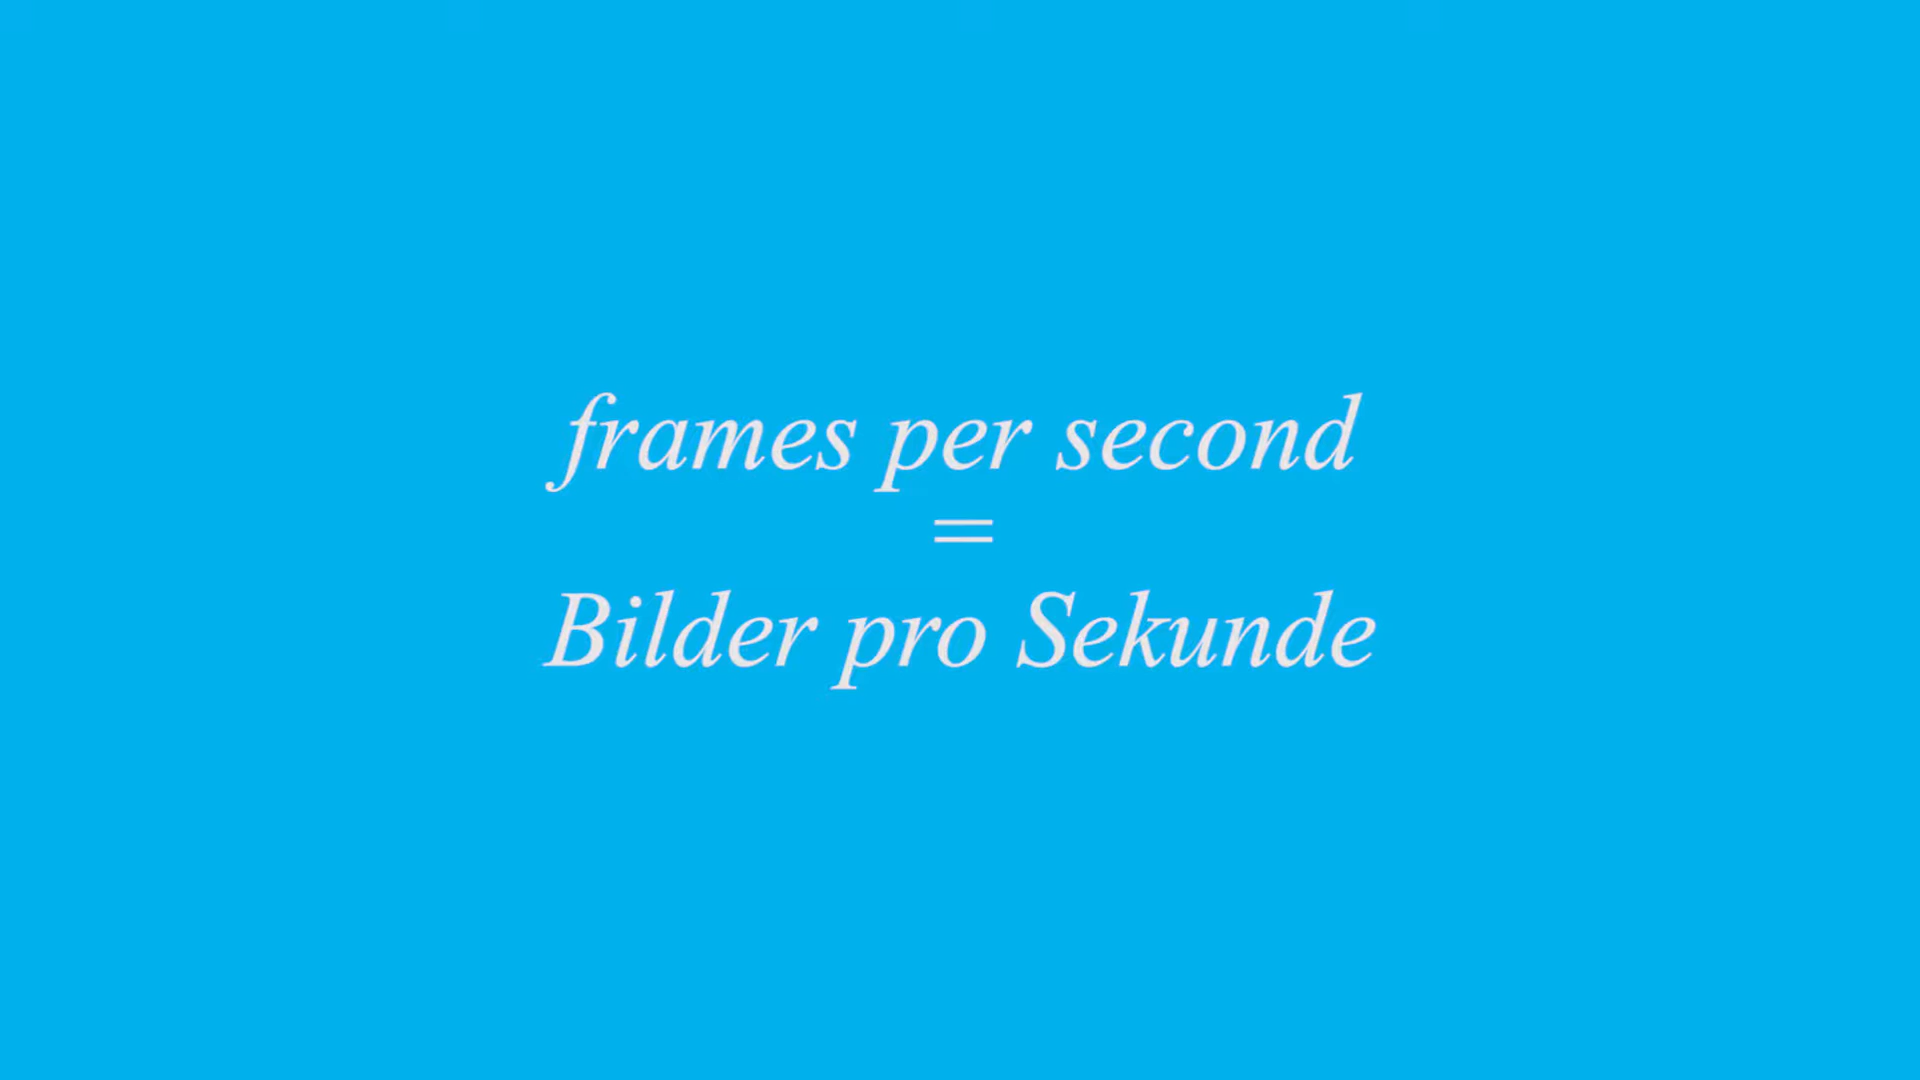 frames per second
=
Bilder pro Sekunde